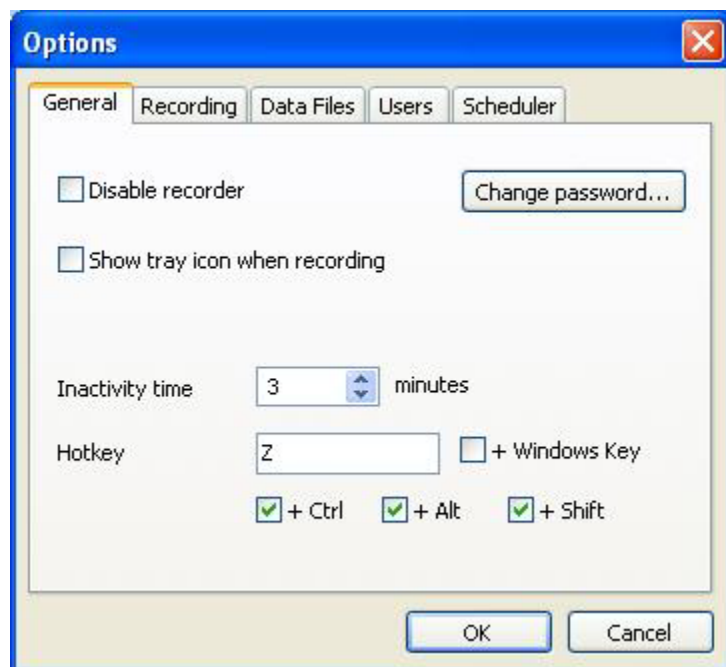 Options
General Recording Data Files Users Scheduler
Disable recorder Change password...
Show tray icon when recording
Inactivity time 3 minutes
Hotkey Z + Windows Key
+ Ctrl + Alt + Shift
OK Cancel